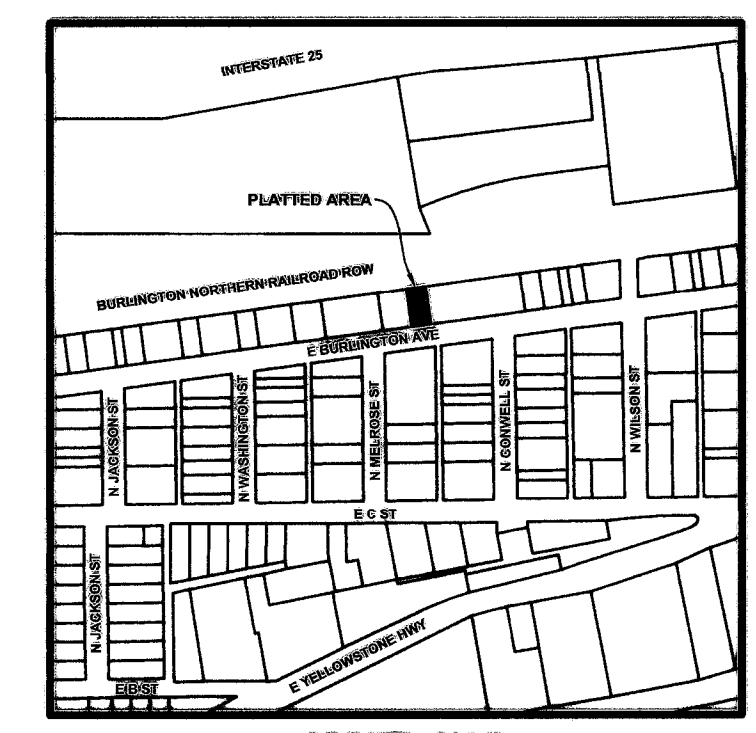 INTERSTATE 25
PLATTED AREA
BURLINGTON NORTHERN RAILROAD ROW
E BURLINGTON AVE
N JACKSON ST
N WASHINGTON ST
N MELROSE ST
N CONWELL ST
N WILSON ST
E C ST
N JACKSON ST
E YELLOWSTONE HWY
E B ST